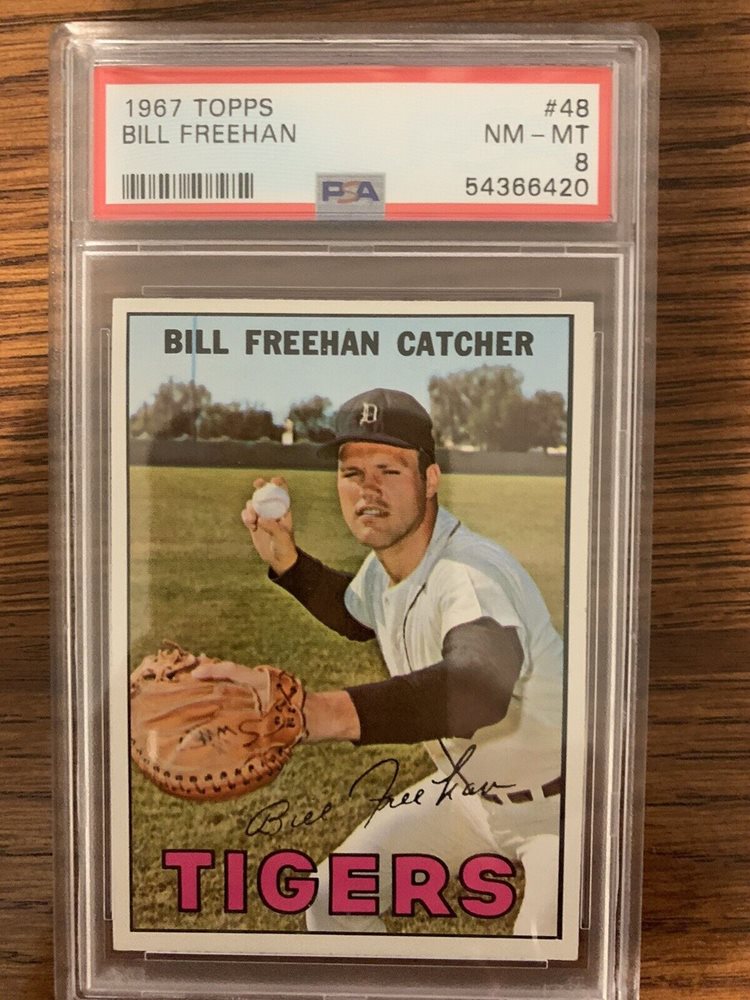 1967 TOPPS #48
BILL FREEHAN NM - MT
8
PSA 54366420
BILL FREEHAN CATCHER
D
Bill Freehan
TIGERS